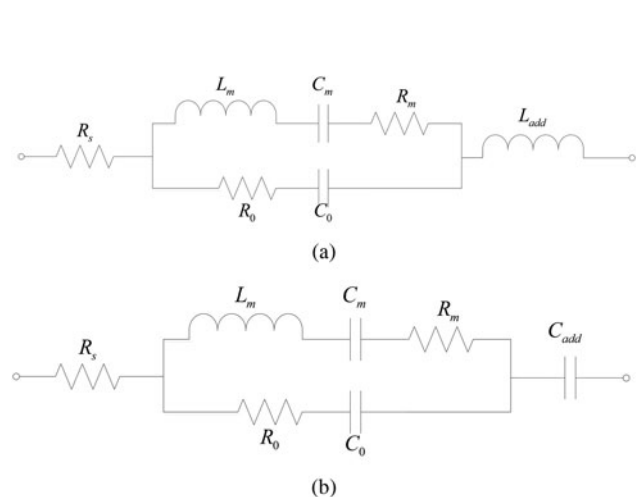 L_m C_m R_m
R_s L_add
R_0 C_0
(a)
L_m C_m R_m
R_s C_add
R_0 C_0
(b)